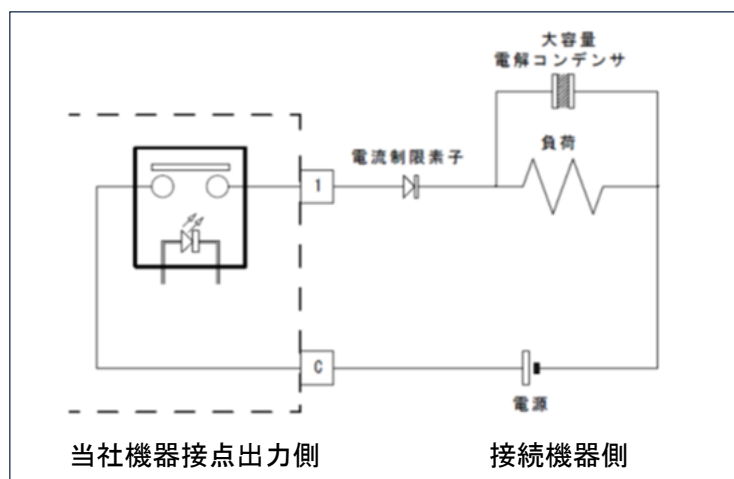 大容量
電解コンデンサ
電流制限素子
負荷
1
C
電源
当社機器接点出力側
接続機器側